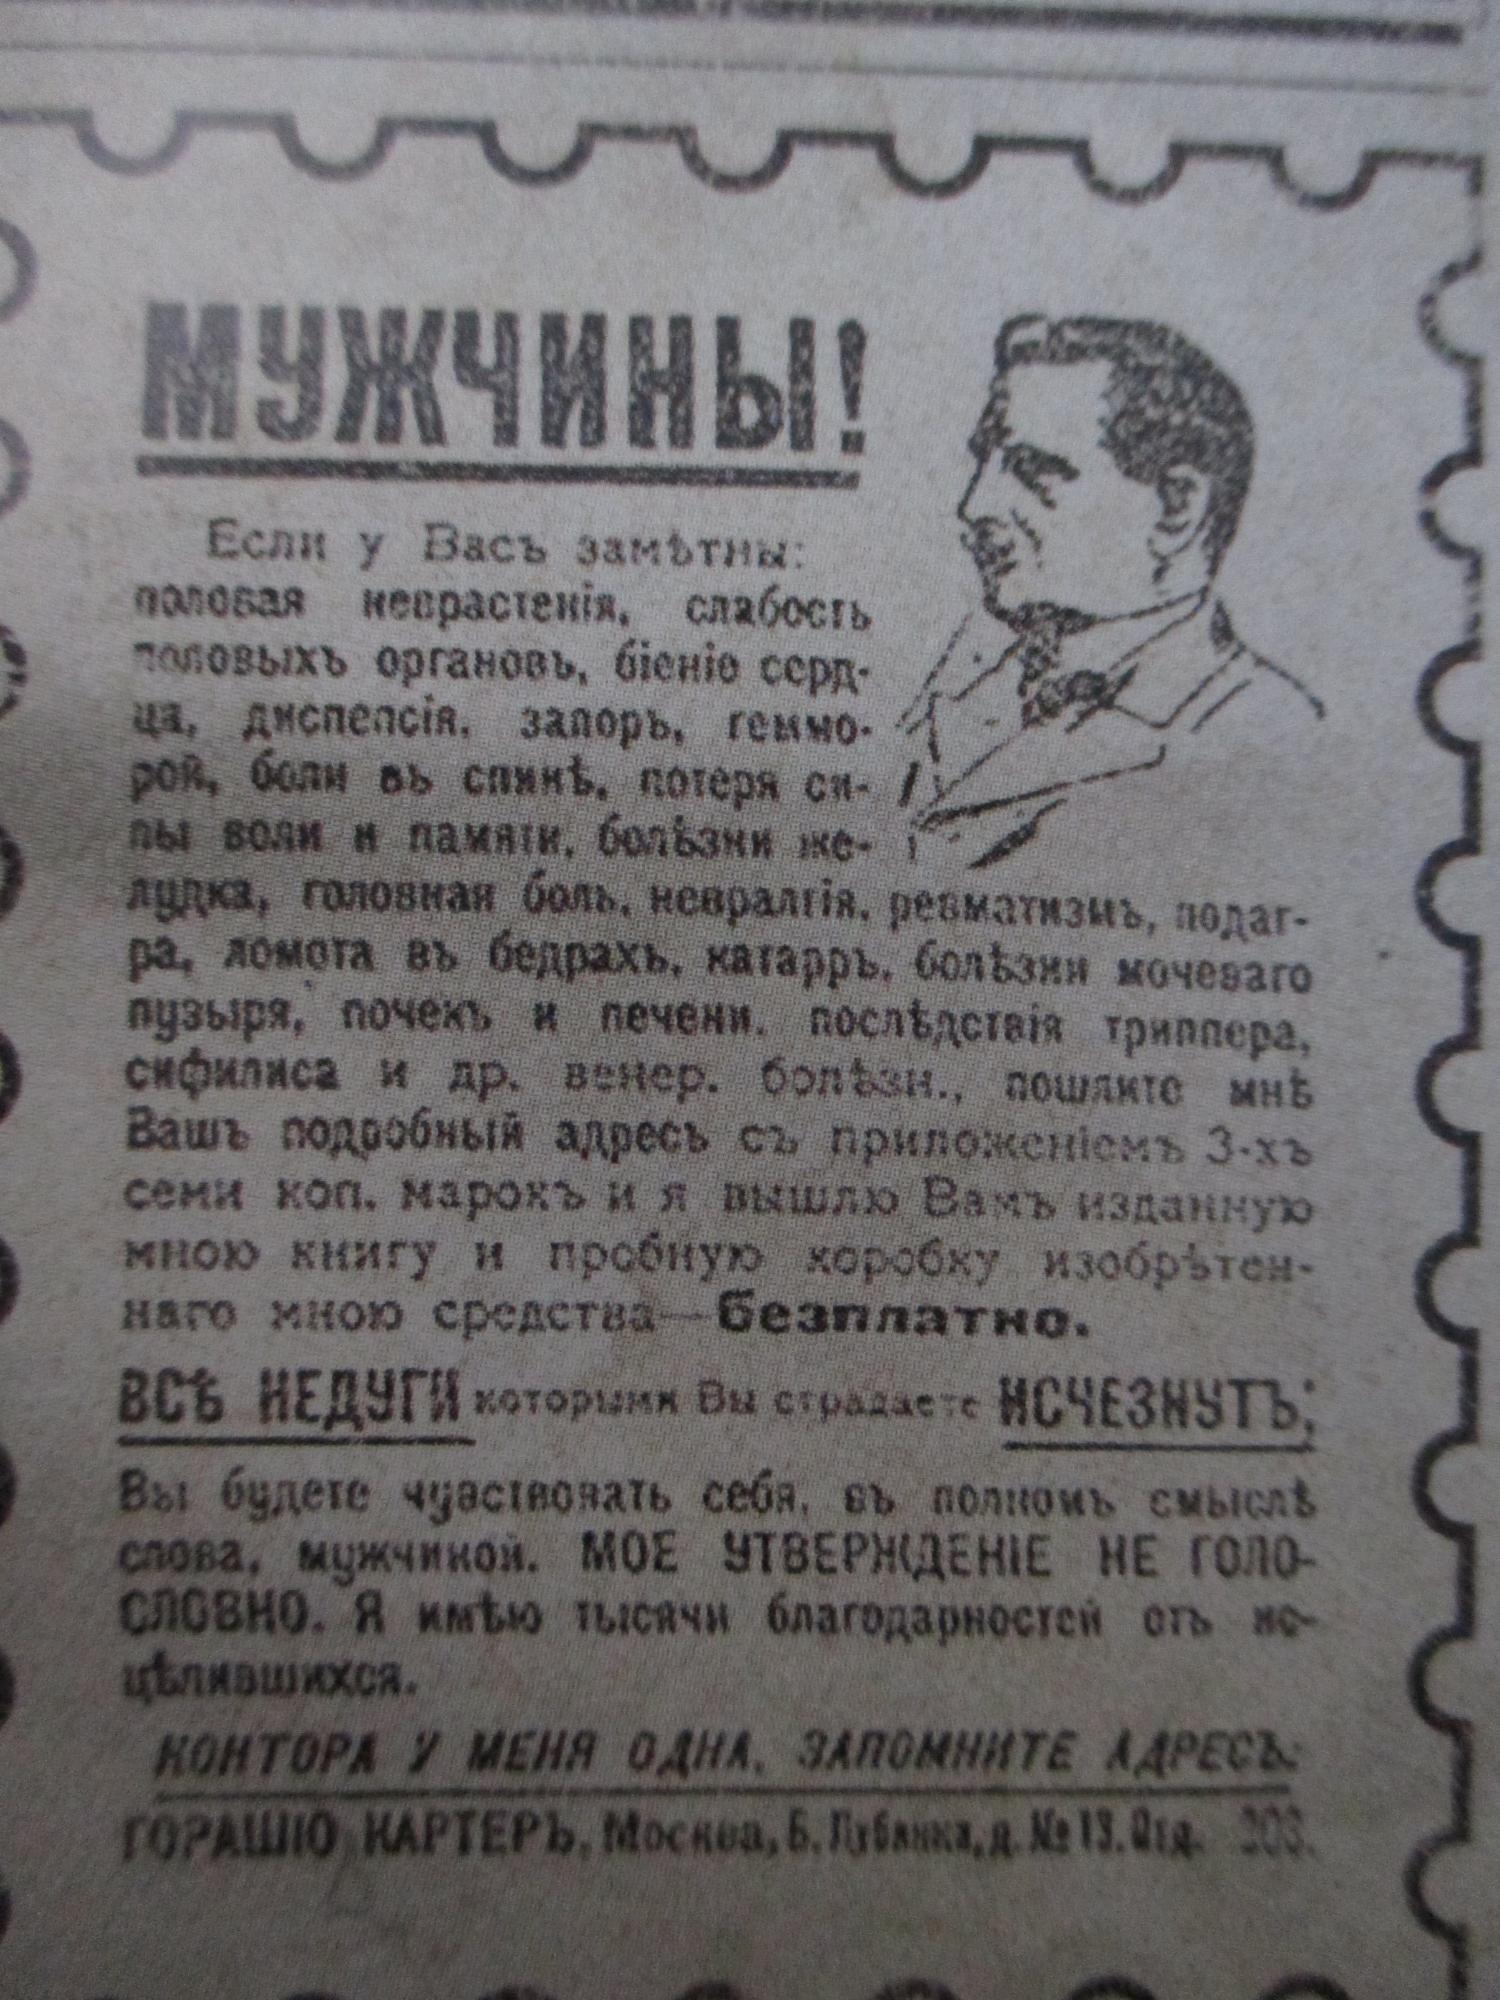 МУЖЧИНЫ!
Если у Васъ замѣтны:
половая неврастенія, слабость
половыхъ органовъ, біеніе серд-
ца, диспепсія, запоръ, геммо-
рой, боли въ спинѣ, потеря си-
лы воли и памяти, болѣзни же-
лудка, головная боль, невралгія, ревматизмъ, подаг-
ра, ломота въ бедрахъ, катарръ, болѣзни мочеваго
пузыря, почекъ и печени, послѣдствія триппера,
сифилиса и др. венер. болѣзн., пошлите мнѣ
Вашъ подробный адресъ съ приложеніемъ 3-хъ
семи коп. марокъ и я вышлю Вамъ изданную
мною книгу и пробную коробку изобрѣтен-
наго мною средства—безплатно.
ВСѢ НЕДУГИ которыми Вы страдаете ИСЧЕЗНУТЪ;
Вы будете чувствовать себя, въ полномъ смыслѣ
слова, мужчиной. МОЕ УТВЕРЖДЕНІЕ НЕ ГОЛО-
СЛОВНО. Я имѣю тысячи благодарностей отъ ис-
цѣлившихся.
КОНТОРА У МЕНЯ ОДНА, ЗАПОМНИТЕ АДРЕСЪ:
ГОРАШІО КАРТЕРЪ, Москва, Б. Лубянка, д. № 13. Отд. 203.